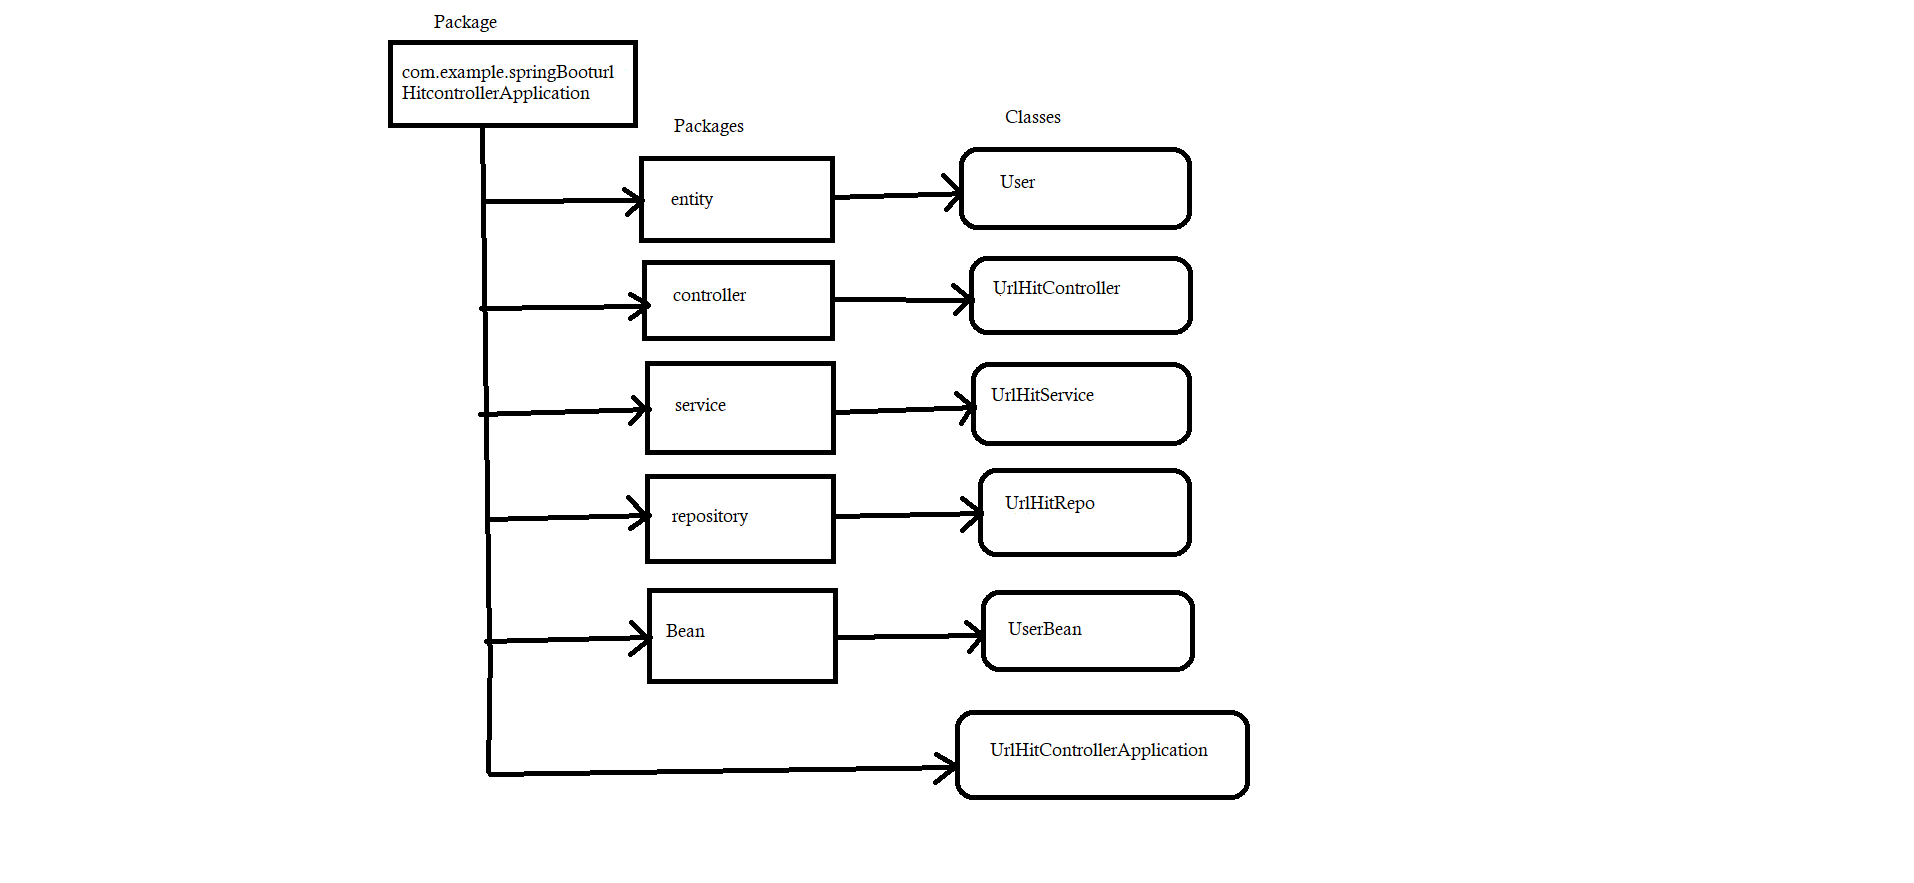 Package
com.example.springBooturl
HitcontrollerApplication
Packages
Classes
entity
User
controller
UrlHitController
service
UrlHitService
repository
UrlHitRepo
Bean
UserBean
UrlHitControllerApplication